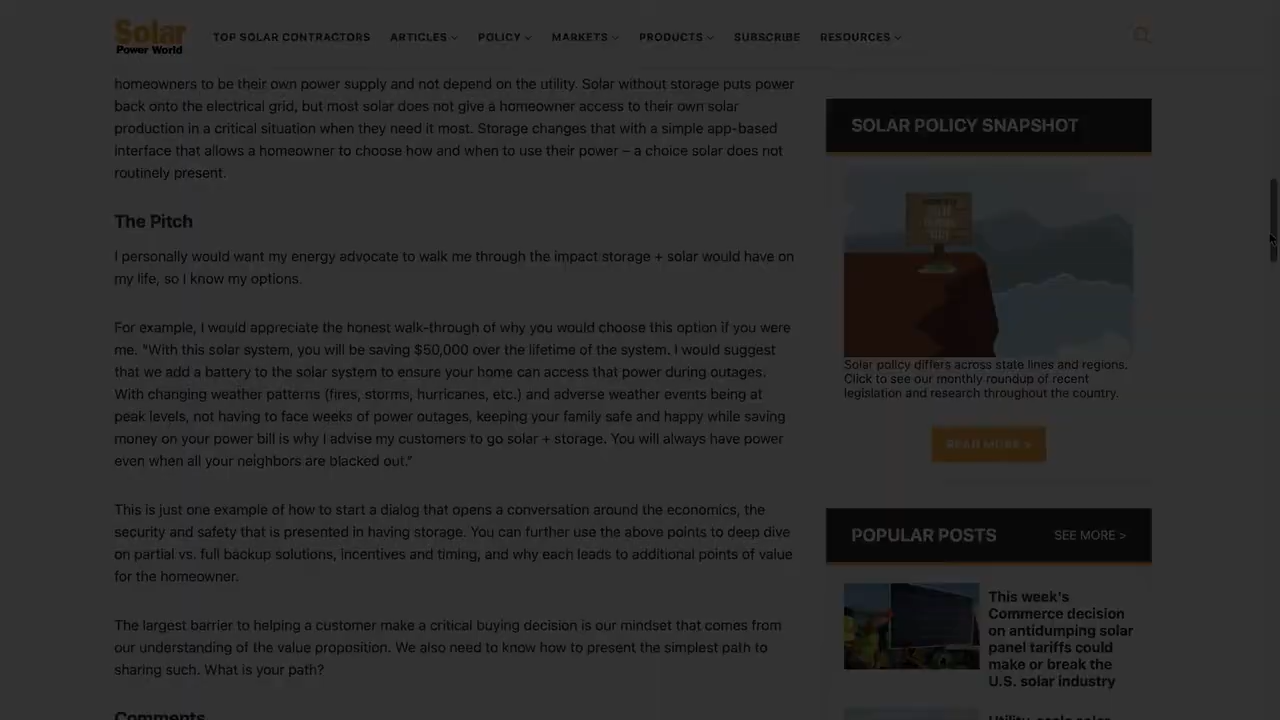 Solar
Power World
TOP SOLAR CONTRACTORS
ARTICLES
POLICY
MARKETS
PRODUCTS
SUBSCRIBE
RESOURCES
homeowners to be their own power supply and not depend on the utility. Solar without storage puts power
back onto the electrical grid, but most solar does not give a homeowner access to their own solar
production in a critical situation when they need it most. Storage changes that with a simple app-based
interface that allows a homeowner to choose how and when to use their power – a choice solar does not
routinely present.
The Pitch
I personally would want my energy advocate to walk me through the impact storage + solar would have on
my life, so I know my options.
For example, I would appreciate the honest walk-through of why you would choose this option if you were
me. "With this solar system, you will be saving $50,000 over the lifetime of the system. I would suggest
that we add a battery to the solar system to ensure your home can access that power during outages.
With changing weather patterns (fires, storms, hurricanes, etc.) and adverse weather events being at
peak levels, not having to face weeks of power outages, keeping your family safe and happy while saving
money on your power bill is why I advise my customers to go solar + storage. You will always have power
even when all your neighbors are blacked out.”
This is just one example of how to start a dialog that opens a conversation around the economics, the
security and safety that is presented in having storage. You can further use the above points to deep dive
on partial vs. full backup solutions, incentives and timing, and why each leads to additional points of value
for the homeowner.
The largest barrier to helping a customer make a critical buying decision is our mindset that comes from
our understanding of the value proposition. We also need to know how to present the simplest path to
sharing such. What is your path?
Comments
SOLAR POLICY SNAPSHOT
Solar policy differs across state lines and regions.
Click to see our monthly roundup of recent
legislation and research throughout the country.
READ MORE >
POPULAR POSTS
SEE MORE >
This week's
Commerce decision
on antidumping solar
panel tariffs could
make or break the
U.S. solar industry
Utility-scale solar